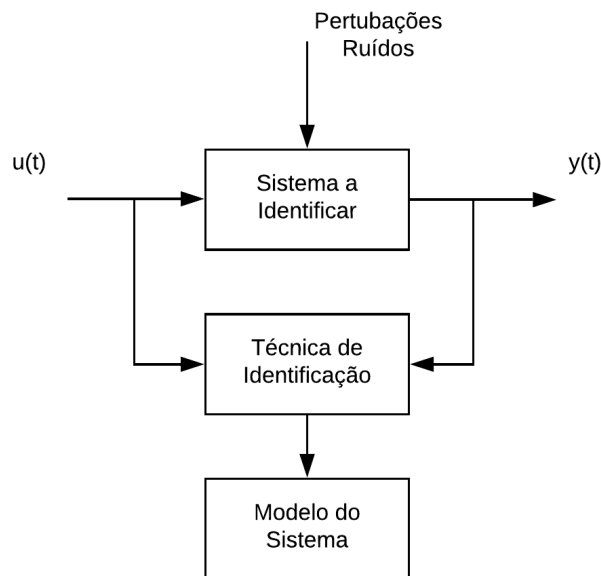 Pertubações
Ruídos
u(t)
y(t)
Sistema a
Identificar
Técnica de
Identificação
Modelo do
Sistema